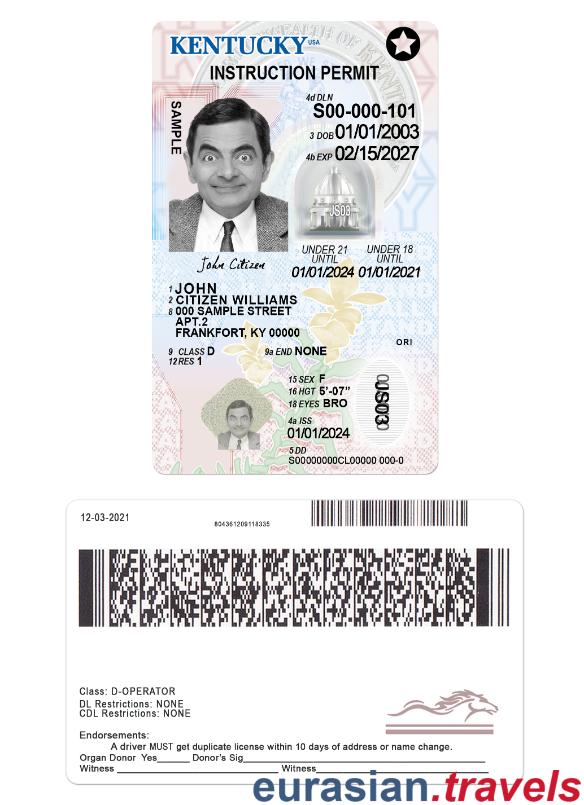 KENTUCKY USA
INSTRUCTION PERMIT
SAMPLE
4d DLN
S00-000-101
3 DOB 01/01/2003
4b EXP 02/15/2027
JS03
UNDER 21 UNDER 18
UNTIL UNTIL
01/01/2024 01/01/2021
John Citizen
1 JOHN
2 CITIZEN WILLIAMS
8 000 SAMPLE STREET
APT.2
FRANKFORT, KY 00000
ORI
9 CLASS D 9a END NONE
12 RES 1
15 SEX F
16 HGT 5'-07"
18 EYES BRO
JS03
4a ISS
01/01/2024
5 DD
S00000000CL00000 000-0
12-03-2021
804361209118335
Class: D-OPERATOR
DL Restrictions: NONE
CDL Restrictions: NONE
Endorsements:
A driver MUST get duplicate license within 10 days of address or name change.
Organ Donor Yes______ Donor's Sig______
Witness ______ Witness______
eurasian.travels